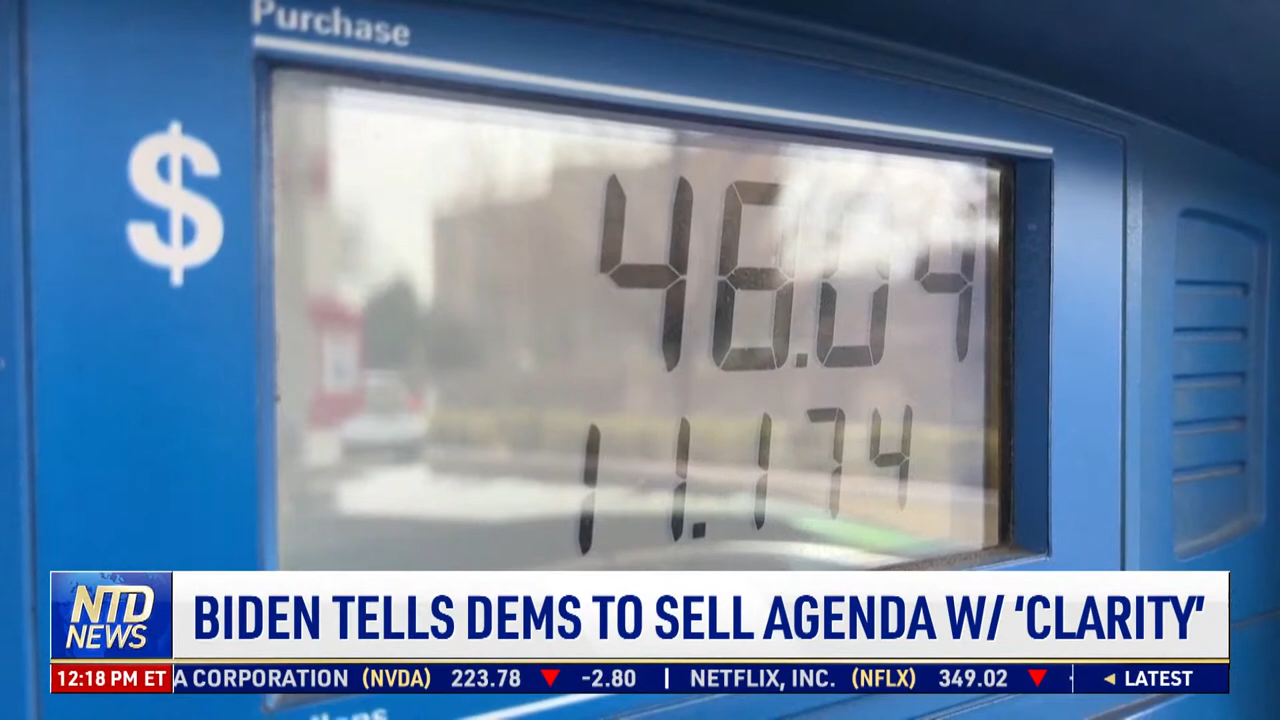 Purchase
$
48.04
11.174
NTD
NEWS
BIDEN TELLS DEMS TO SELL AGENDA W/ ‘CLARITY’
12:18 PM ET
A CORPORATION (NVDA) 223.78 ▼ -2.80 | NETFLIX, INC. (NFLX) 349.02 ▼
◄ LATEST